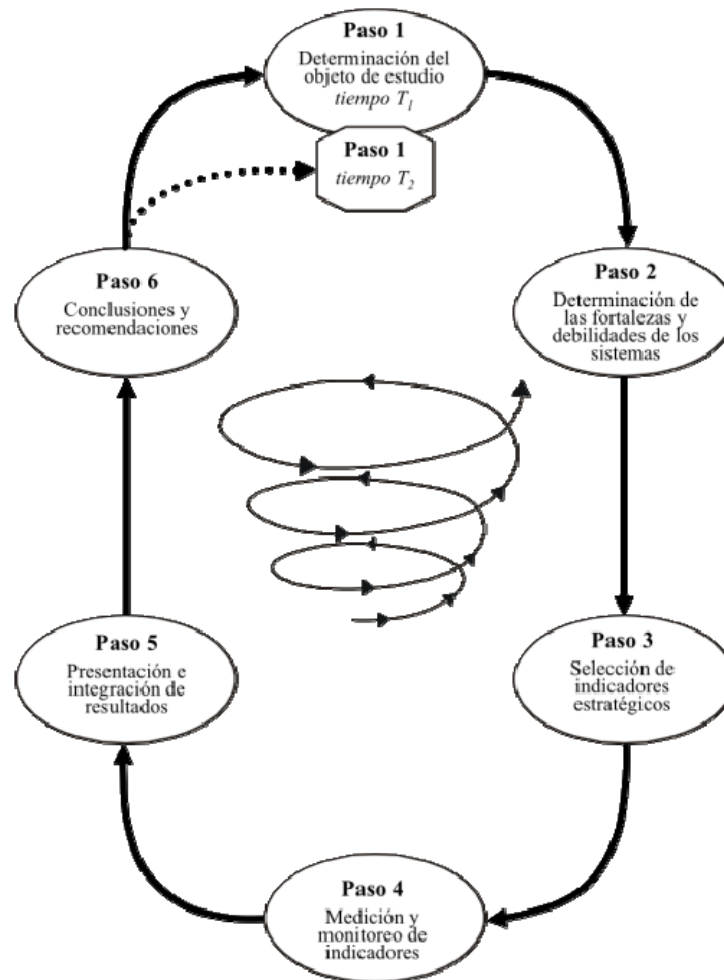 Paso 1
Determinación del
objeto de estudio
tiempo T₁
Paso 1
tiempo T₂
Paso 2
Determinación de
las fortalezas y
debilidades de los
sistemas
Paso 3
Selección de
indicadores
estratégicos
Paso 4
Medición y
monitoreo de
indicadores
Paso 5
Presentación e
integración de
resultados
Paso 6
Conclusiones y
recomendaciones